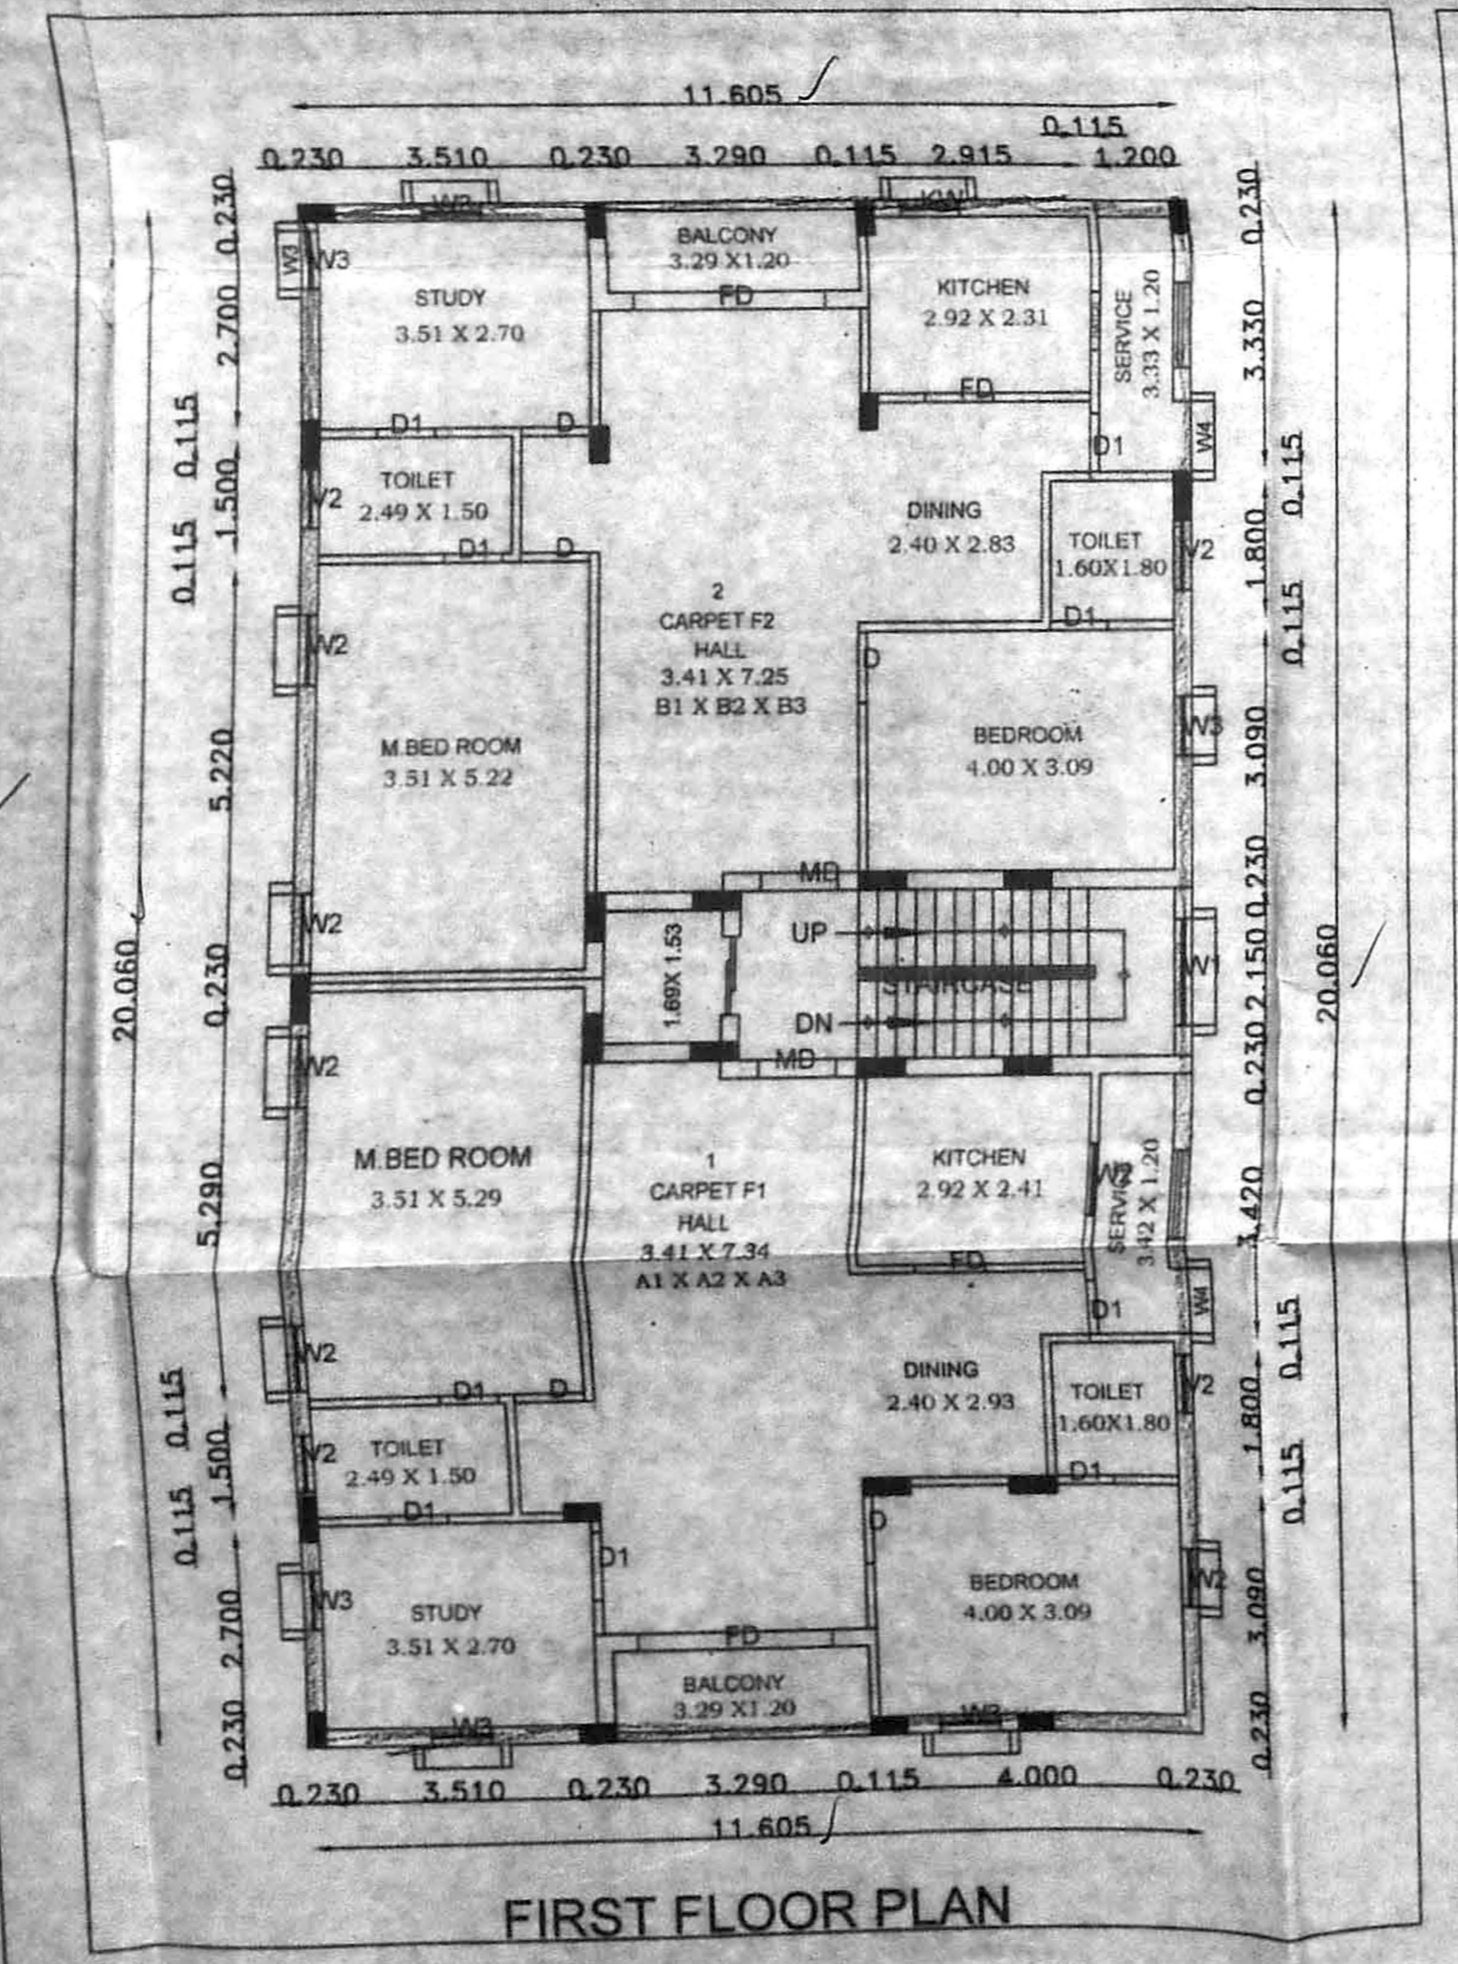 11.605
0.115
0.230 3.510 0.230 3.290 0.115 2.915 1.200
0.230
2.700
0.115
1.500
0.115
5.220
20.060
0.230
5.290
0.115
1.500
0.115
2.700
0.230
W3
W3
BALCONY
3.29 X1.20
FD
KW
STUDY
3.51 X 2.70
KITCHEN
2.92 X 2.31
FD
SERVICE
3.33 X 1.20
D1
W4
D1
D
TOILET
2.49 X 1.50
V2
D1
D
DINING
2.40 X 2.83
TOILET
1.60X1.80
V2
D1
2
CARPET F2
HALL
3.41 X 7.25
B1 X B2 X B3
D
W2
M.BED ROOM
3.51 X 5.22
BEDROOM
4.00 X 3.09
W3
MD
W2
1.69X 1.53
UP
STAIRCASE
DN
W1
MD
W2
M.BED ROOM
3.51 X 5.29
1
CARPET F1
HALL
3.41 X 7.34
A1 X A2 X A3
KITCHEN
2.92 X 2.41
FD
W2
SERVICE
3.42 X 1.20
D1
W4
W2
D1
D
DINING
2.40 X 2.93
TOILET
1.60X1.80
V2
D1
TOILET
2.49 X 1.50
V2
D1
D1
D
W3
STUDY
3.51 X 2.70
FD
BEDROOM
4.00 X 3.09
W2
BALCONY
3.29 X1.20
W3
0.230
3.330
0.115
1.800
0.115
3.090
0.230
2.150
20.060
0.230
3.420
0.115
1.800
0.115
3.090
0.230
0.230 3.510 0.230 3.290 0.115 4.000 0.230
11.605
FIRST FLOOR PLAN